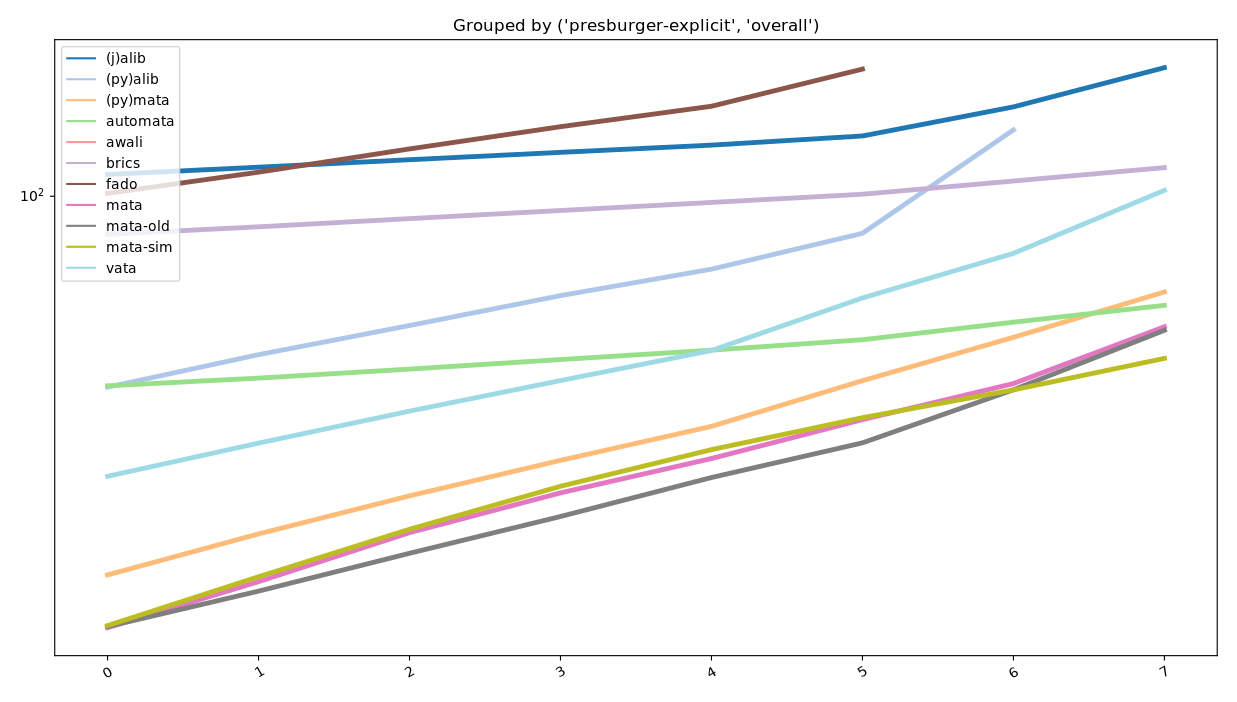 Grouped by ('presburger-explicit', 'overall')
(j)alib
(py)alib
(py)mata
automata
awali
brics
fado
mata
mata-old
mata-sim
vata
10²
0 1 2 3 4 5 6 7